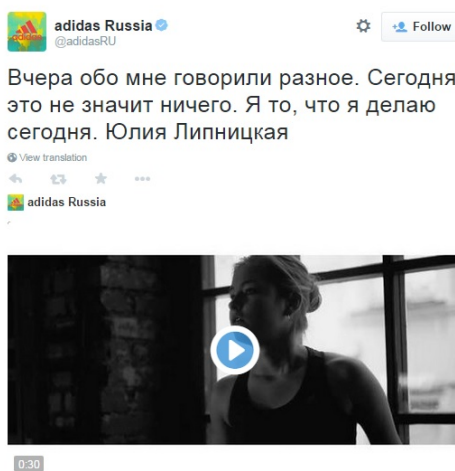 adidas Russia
@adidasRU
Follow
Вчера обо мне говорили разное. Сегодня
это не значит ничего. Я то, что я делаю
сегодня. Юлия Липницкая
View translation
adidas Russia
0:30